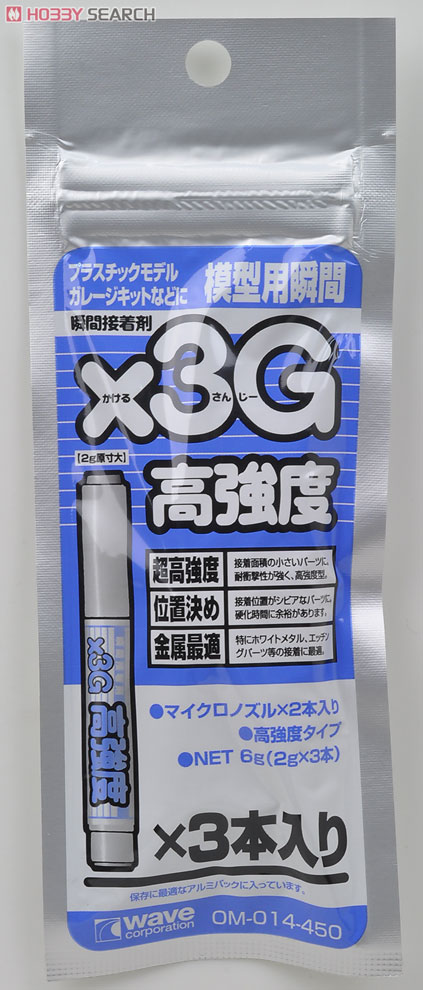 HOBBY SEARCH
プラスチックモデル
ガレージキットなどに
模型用瞬間
瞬間接着剤
×3G
かける さん じー
【2g原寸大】
高強度
超高強度
接着面積の小さいパーツに。
耐衝撃性が強く、高強度型。
位置決め
接着位置がシビアなパーツに。
硬化時間に余裕があります。
金属最適
特にホワイトメタル、エッチン
グパーツ等の接着に最適。
×3G 高強度
●マイクロノズル×2本入り
●高強度タイプ
●NET 6g(2g×3本)
×3本入り
保存に最適なアルミパックに入っています。
wave
corporation
OM-014-450